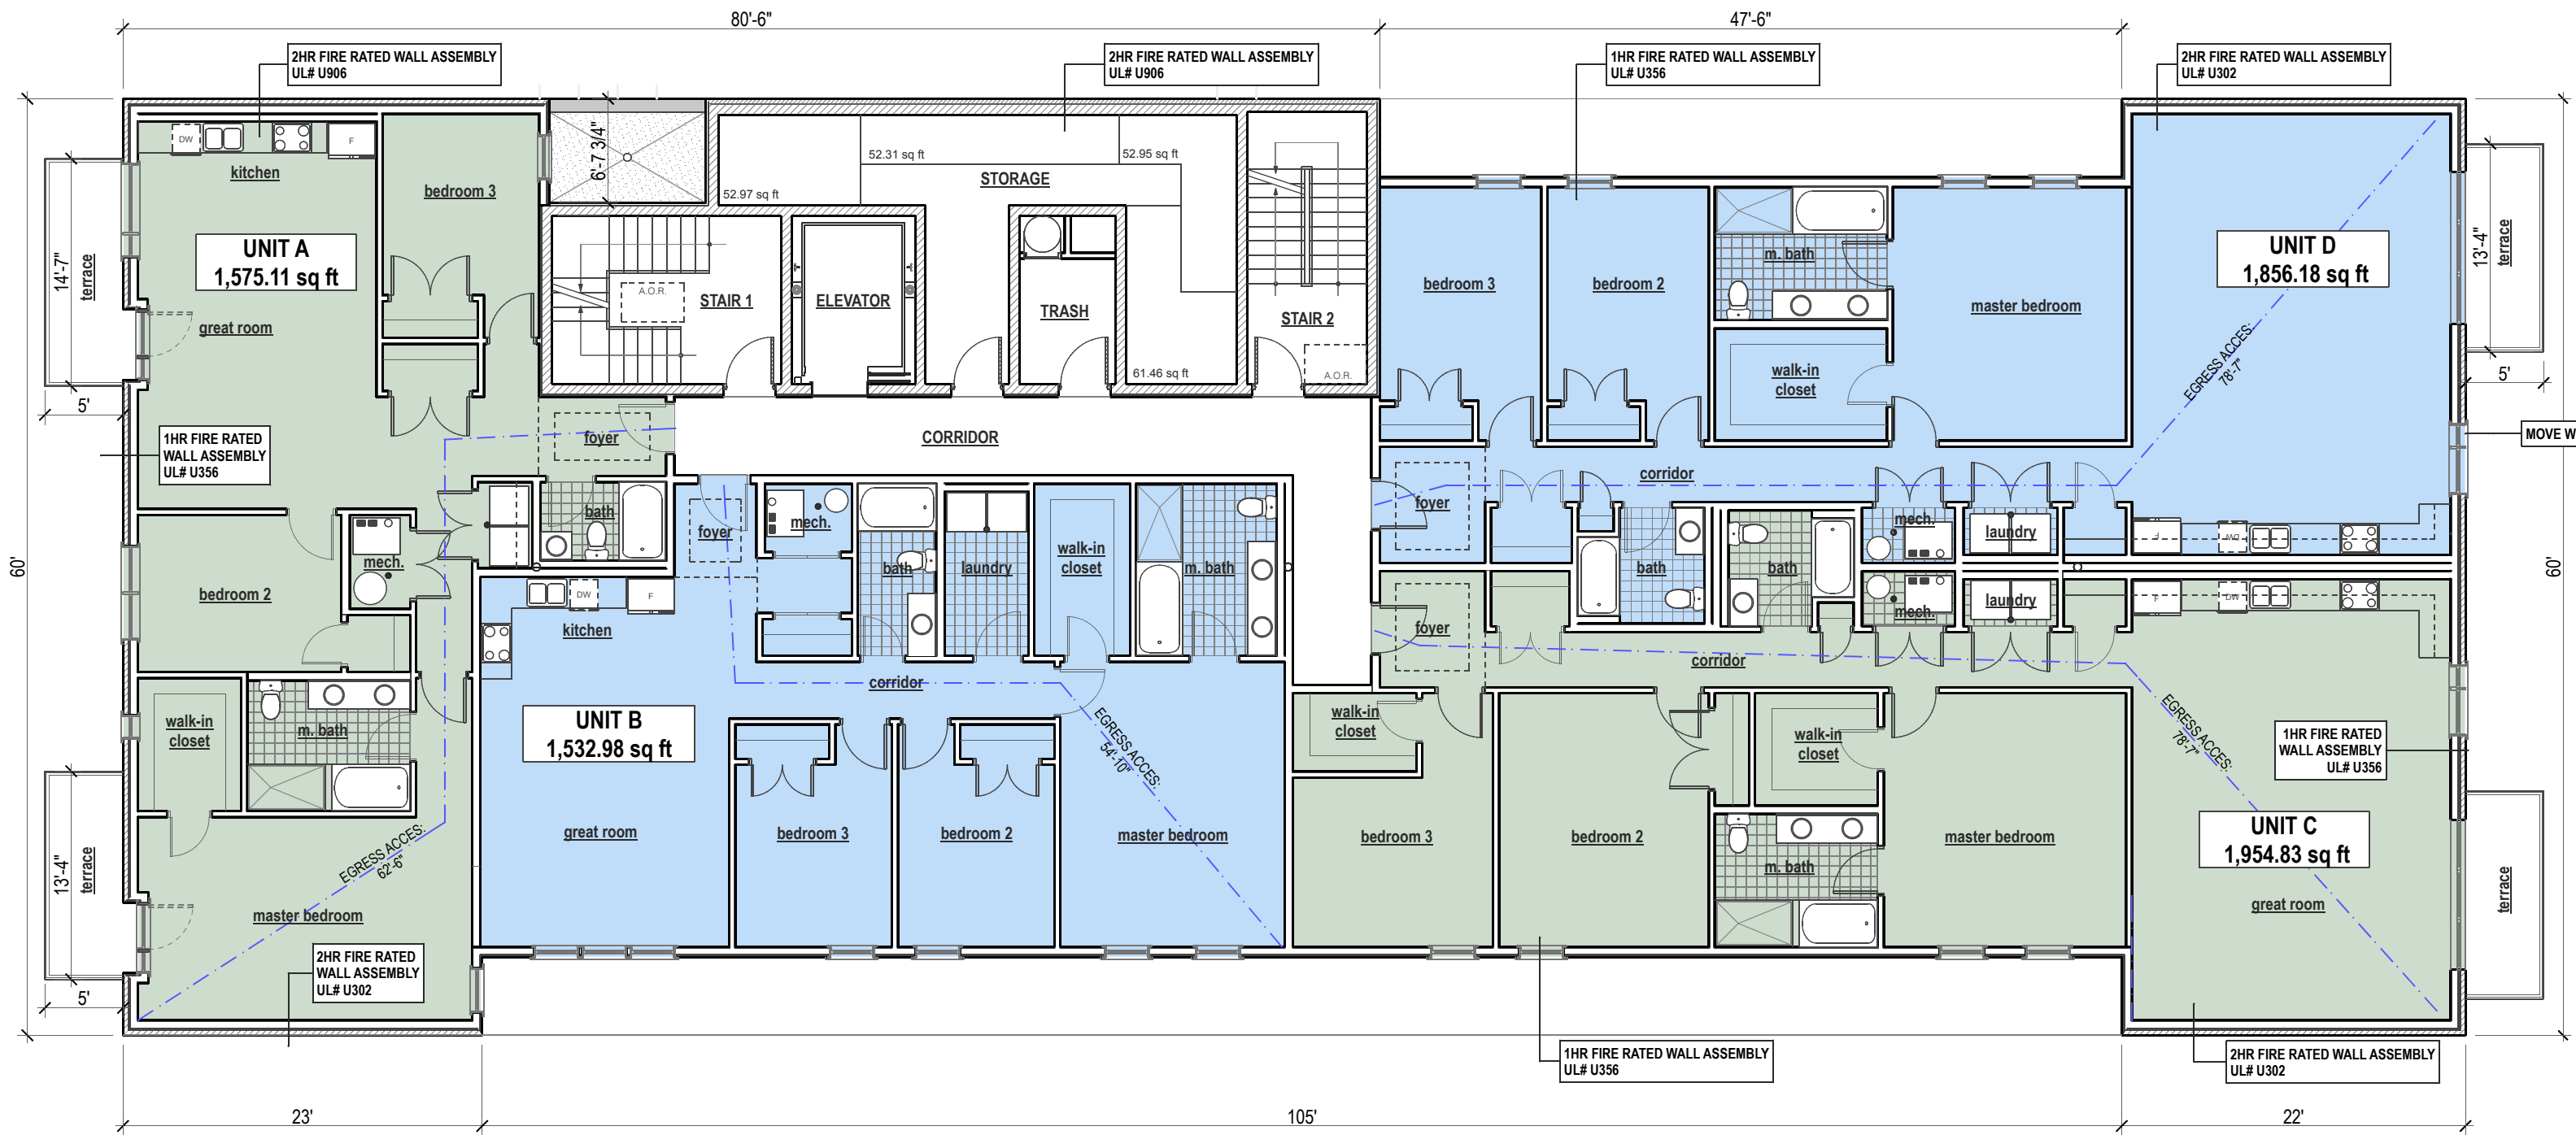 80'-6"
47'-6"
2HR FIRE RATED WALL ASSEMBLY
UL# U906
2HR FIRE RATED WALL ASSEMBLY
UL# U906
1HR FIRE RATED WALL ASSEMBLY
UL# U356
2HR FIRE RATED WALL ASSEMBLY
UL# U302
6'-7 3/4"
DW
F
kitchen
bedroom 3
52.31 sq ft
52.95 sq ft
STORAGE
52.97 sq ft
UNIT A
1,575.11 sq ft
14'-7"
terrace
great room
A.O.R.
STAIR 1
ELEVATOR
TRASH
STAIR 2
61.46 sq ft
A.O.R.
bedroom 3
bedroom 2
m. bath
master bedroom
walk-in
closet
UNIT D
1,856.18 sq ft
13'-4"
terrace
EGRESS ACCES:
78'-7"
5'
5'
1HR FIRE RATED
WALL ASSEMBLY
UL# U356
foyer
CORRIDOR
MOVE W
corridor
foyer
bath
mech.
laundry
F
DW
60'
60'
bath
mech.
bedroom 2
foyer
mech.
bath
laundry
walk-in
closet
m. bath
bath
mech.
laundry
F
DW
foyer
corridor
DW
F
kitchen
corridor
UNIT B
1,532.98 sq ft
EGRESS ACCES:
54'-10"
walk-in
closet
m. bath
walk-in
closet
walk-in
closet
EGRESS ACCES:
78'-7"
1HR FIRE RATED
WALL ASSEMBLY
UL# U356
great room
bedroom 3
bedroom 2
master bedroom
bedroom 3
bedroom 2
master bedroom
m. bath
UNIT C
1,954.83 sq ft
great room
terrace
13'-4"
terrace
EGRESS ACCES:
62'-6"
master bedroom
5'
2HR FIRE RATED
WALL ASSEMBLY
UL# U302
1HR FIRE RATED WALL ASSEMBLY
UL# U356
2HR FIRE RATED WALL ASSEMBLY
UL# U302
23'
105'
22'